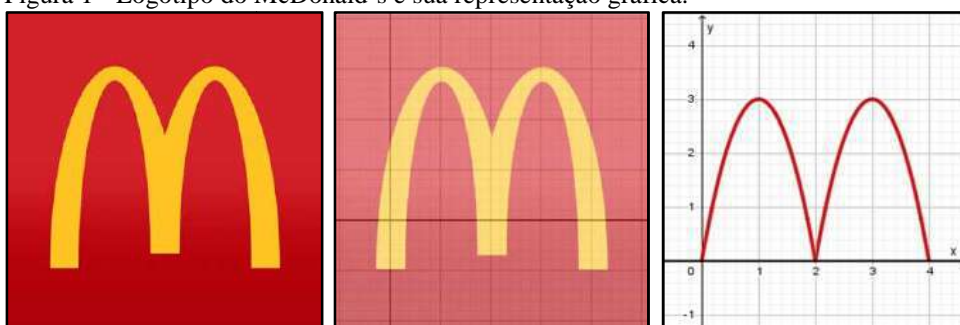 Figura 1 - Logotipo do McDonald's e sua representação gráfica.
y
4
3
2
1
x
0 1 2 3 4
-1